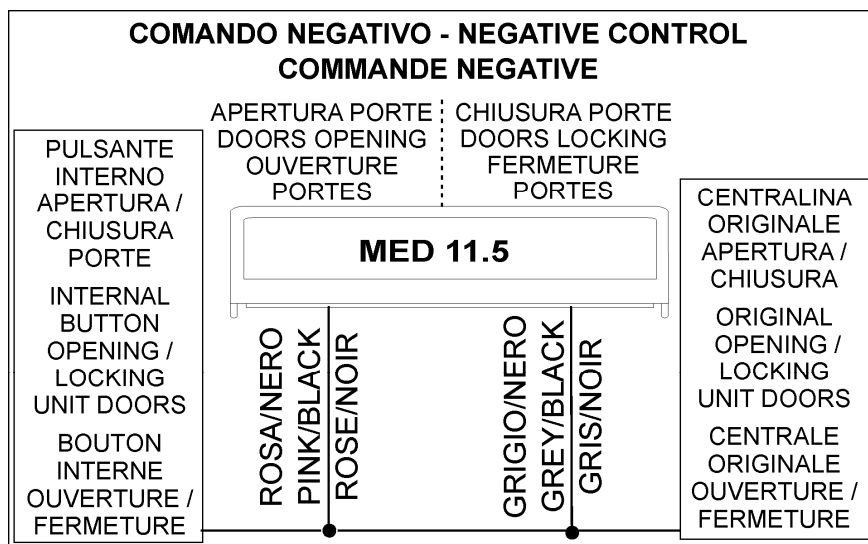 COMANDO NEGATIVO - NEGATIVE CONTROL
COMMANDE NEGATIVE
APERTURA PORTE
DOORS OPENING
OUVERTURE
PORTES
CHIUSURA PORTE
DOORS LOCKING
FERMETURE
PORTES
PULSANTE
INTERNO
APERTURA /
CHIUSURA
PORTE
INTERNAL
BUTTON
OPENING /
LOCKING
UNIT DOORS
BOUTON
INTERNE
OUVERTURE /
FERMETURE
MED 11.5
ROSA/NERO
PINK/BLACK
ROSE/NOIR
GRIGIO/NERO
GREY/BLACK
GRIS/NOIR
CENTRALINA
ORIGINALE
APERTURA /
CHIUSURA
ORIGINAL
OPENING /
LOCKING
UNIT DOORS
CENTRALE
ORIGINALE
OUVERTURE /
FERMETURE